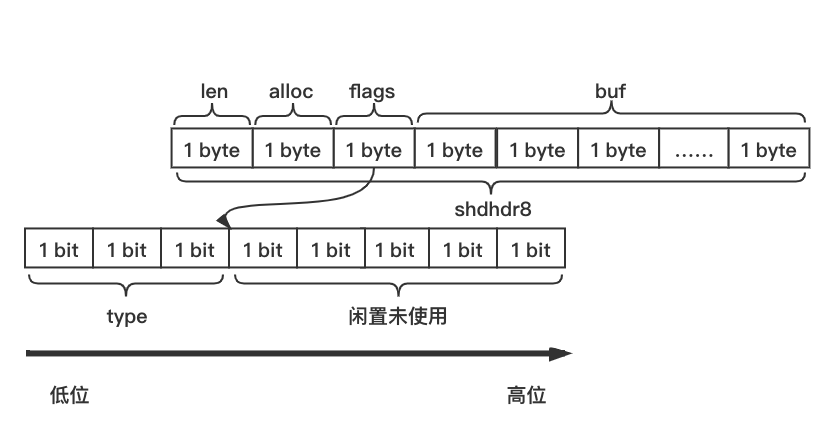 len alloc flags buf
1 byte 1 byte 1 byte 1 byte 1 byte 1 byte ...... 1 byte
shdhdr8
1 bit 1 bit 1 bit 1 bit 1 bit 1 bit 1 bit 1 bit
type 闲置未使用
低位 高位